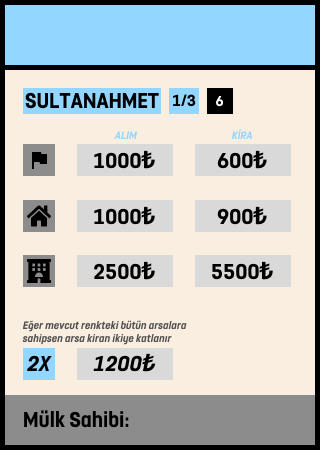 SULTANAHMET 1/3 6
ALIM KİRA
1000₺ 600₺
1000₺ 900₺
2500₺ 5500₺
Eğer mevcut renkteki bütün arsalara
sahipsen arsa kiran ikiye katlanır
2X 1200₺
Mülk Sahibi: